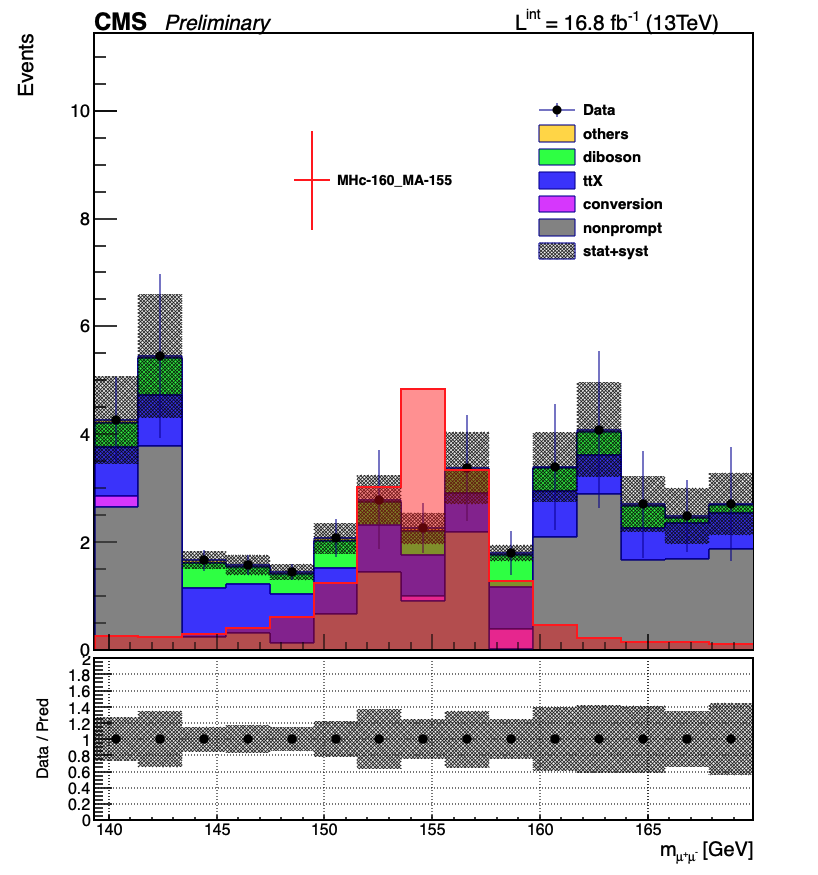 CMS Preliminary L^int = 16.8 fb⁻¹ (13TeV)
Events
10
8
6
4
2
0
MHc-160_MA-155
Data
others
diboson
ttX
conversion
nonprompt
stat+syst
Data / Pred
2
1.8
1.6
1.4
1.2
1
0.8
0.6
0.4
0.2
0
140 145 150 155 160 165
m_μ⁺μ⁻ [GeV]